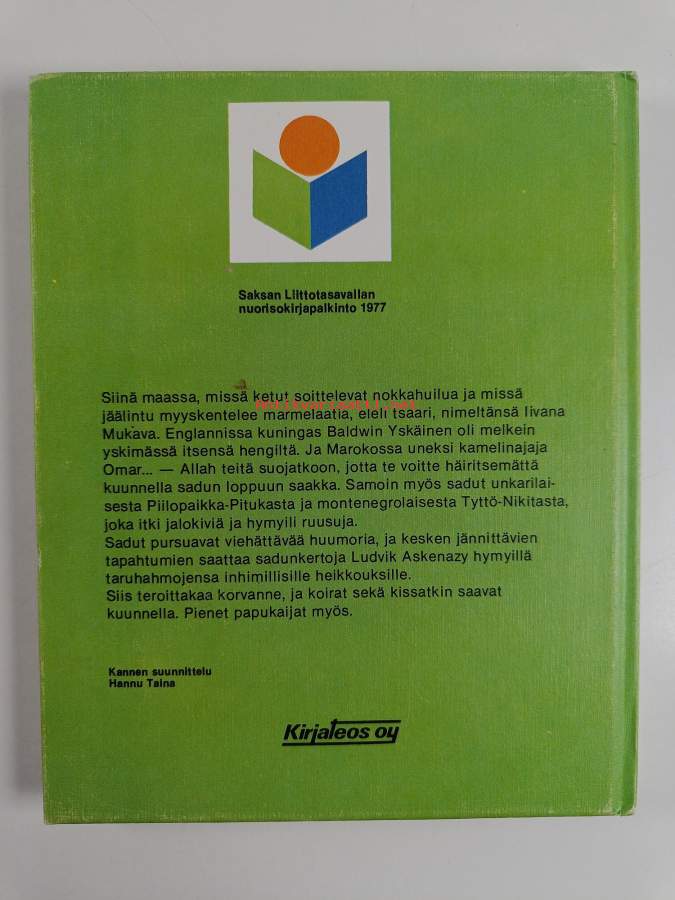 Saksan Liittotasavallan
nuorisokirjapalkinto 1977
Siinä maassa, missä ketut soittelevat nokkahuilua ja missä
jäälintu myyskentelee marmelaatia, eleli tsaari, nimeltänsä Iivana
Mukava. Englannissa kuningas Baldwin Yskäinen oli melkein
yskimässä itsensä hengiltä. Ja Marokossa uneksi kamelinajaja
Omar... — Allah teitä suojatkoon, jotta te voitte häiritsemättä
kuunnella sadun loppuun saakka. Samoin myös sadut unkarilai-
sesta Piilopaikka-Pitukasta ja montenegrolaisesta Tyttö-Nikitasta,
joka itki jalokiviä ja hymyili ruusuja.
Sadut pursuavat viehättävää huumoria, ja kesken jännittävien
tapahtumien saattaa sadunkertoja Ludvik Askenazy hymyillä
taruhahmojensa inhimillisille heikkouksille.
Siis teroittakaa korvanne, ja koirat sekä kissatkin saavat
kuunnella. Pienet papukaijat myös.
Kannen suunnittelu
Hannu Taina
Kirjateos oy